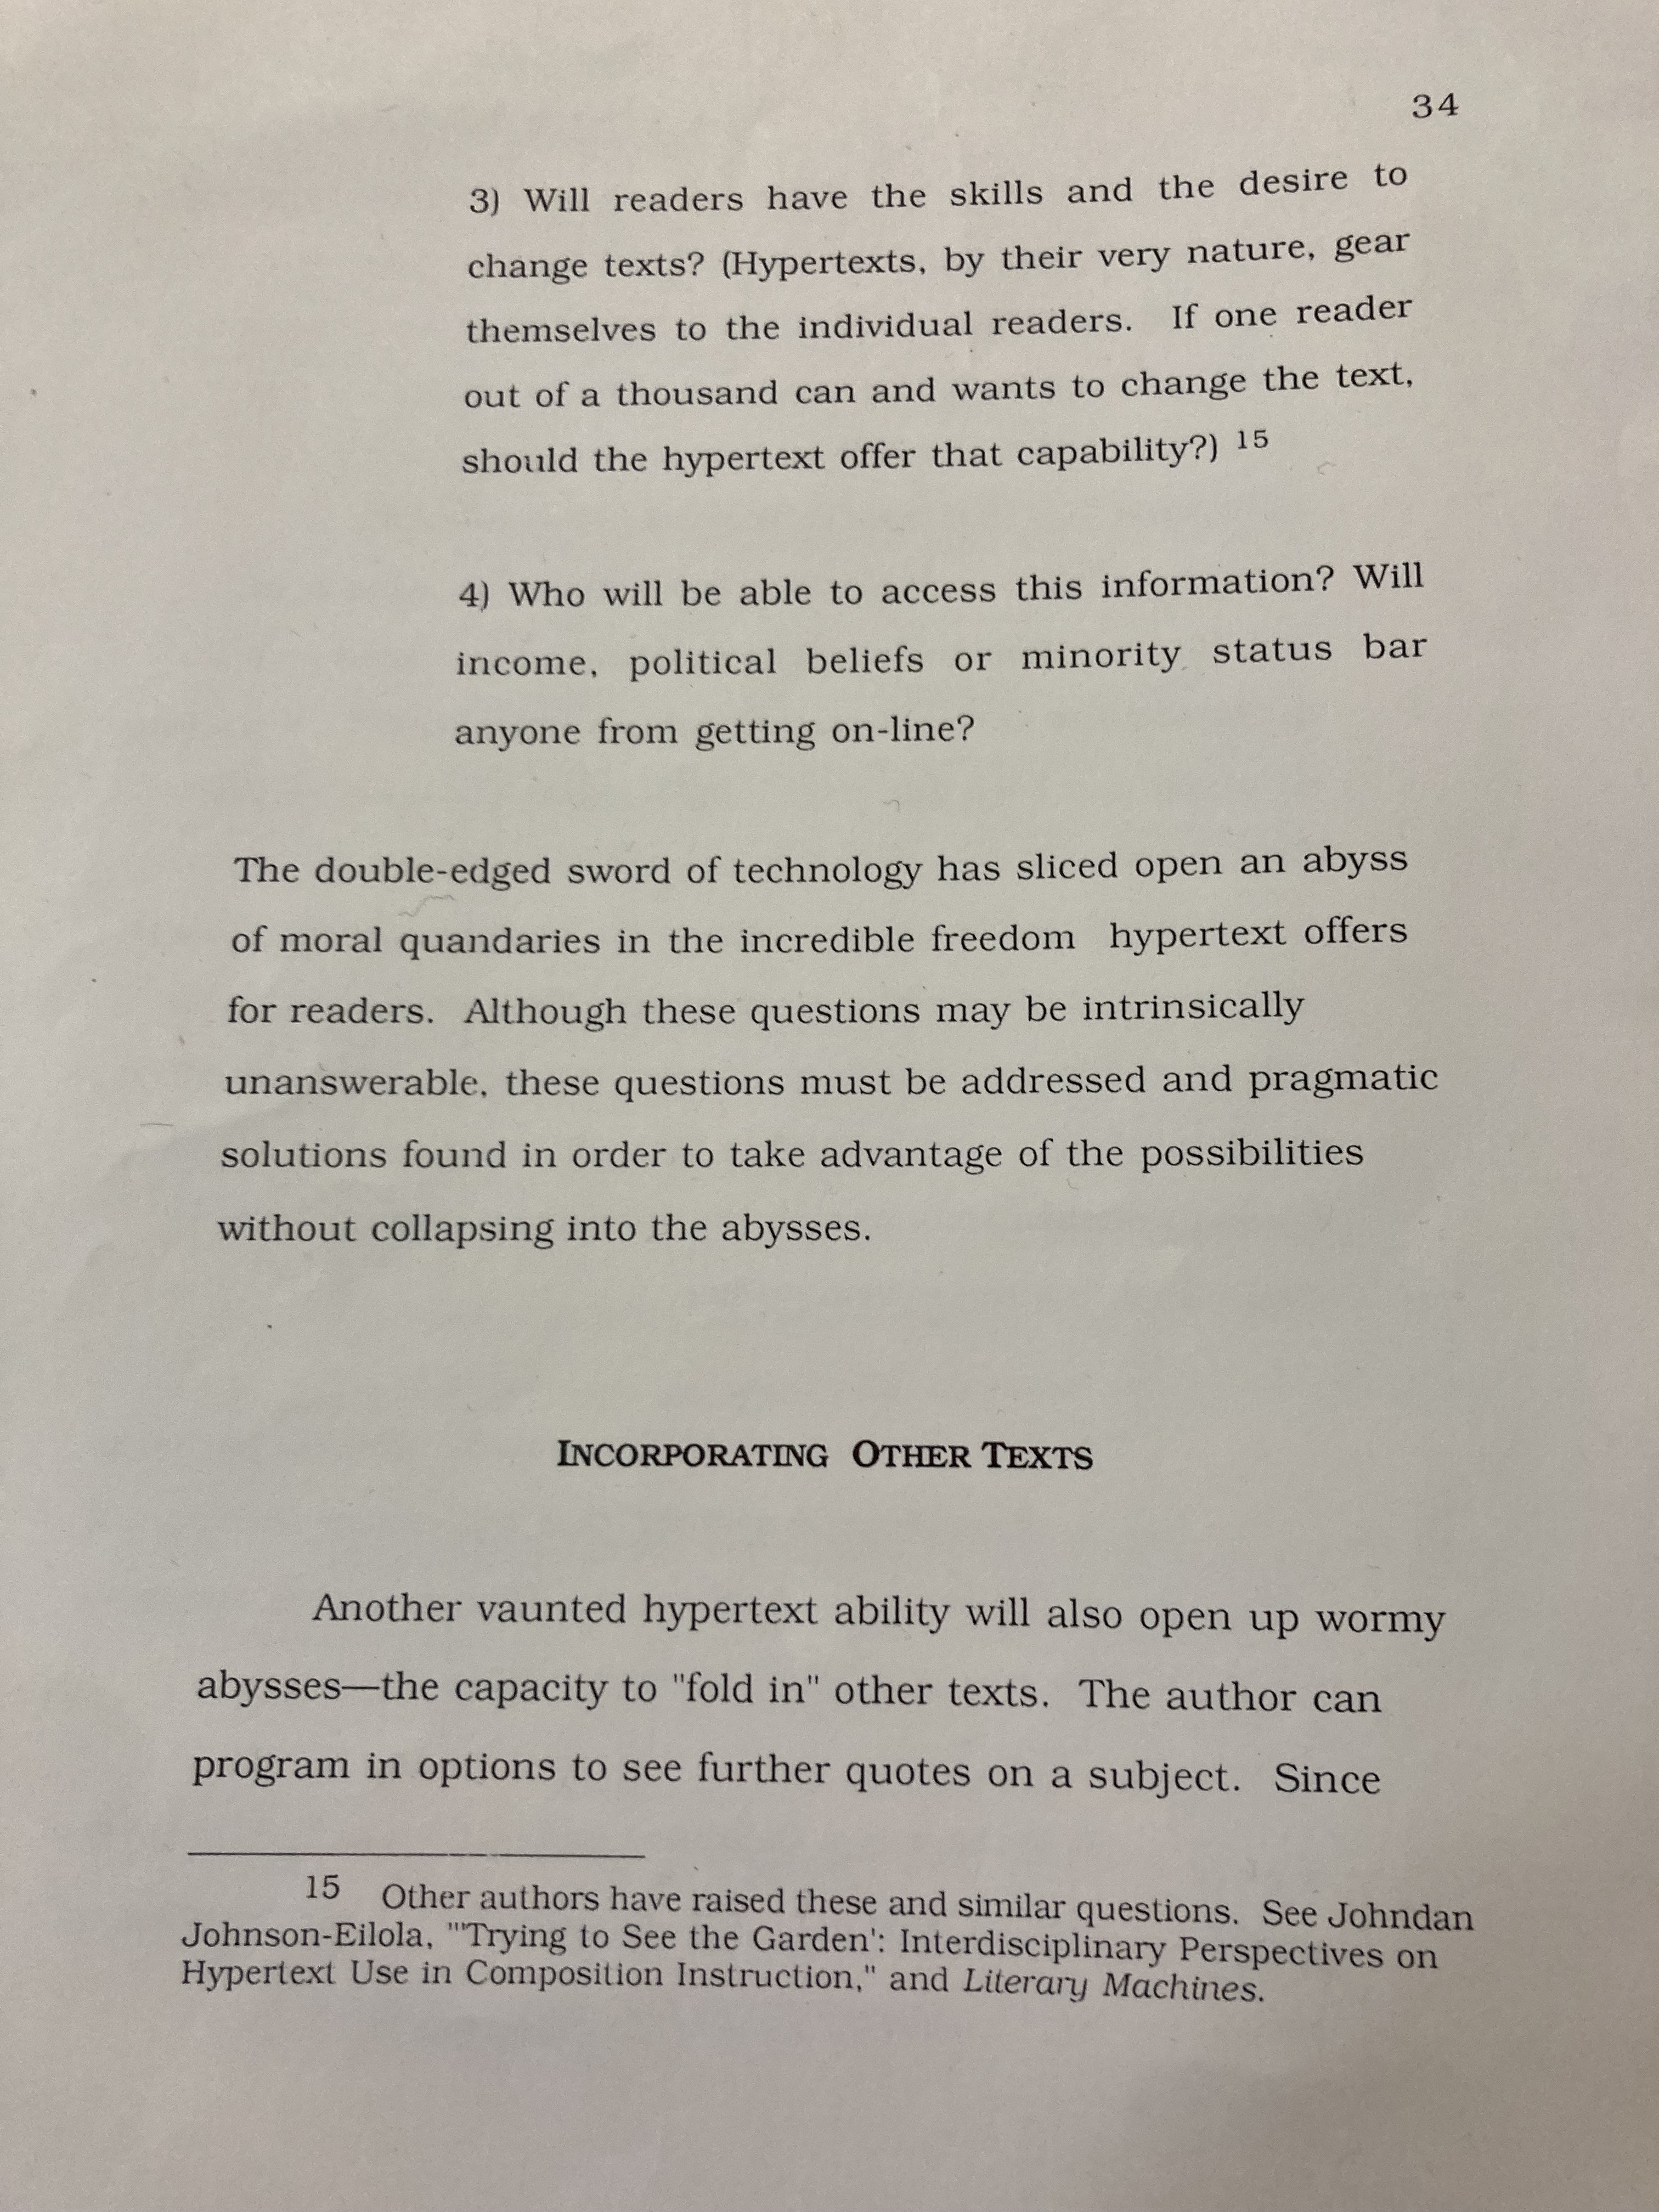 34
3) Will readers have the skills and the desire to
change texts? (Hypertexts, by their very nature, gear
themselves to the individual readers. If one reader
out of a thousand can and wants to change the text,
should the hypertext offer that capability?) 15
4) Who will be able to access this information? Will
income, political beliefs or minority status bar
anyone from getting on-line?
The double-edged sword of technology has sliced open an abyss
of moral quandaries in the incredible freedom hypertext offers
for readers. Although these questions may be intrinsically
unanswerable, these questions must be addressed and pragmatic
solutions found in order to take advantage of the possibilities
without collapsing into the abysses.
INCORPORATING OTHER TEXTS
Another vaunted hypertext ability will also open up wormy
abysses—the capacity to "fold in" other texts. The author can
program in options to see further quotes on a subject. Since
15 Other authors have raised these and similar questions. See Johndan
Johnson-Eilola, "'Trying to See the Garden': Interdisciplinary Perspectives on
Hypertext Use in Composition Instruction," and Literary Machines.